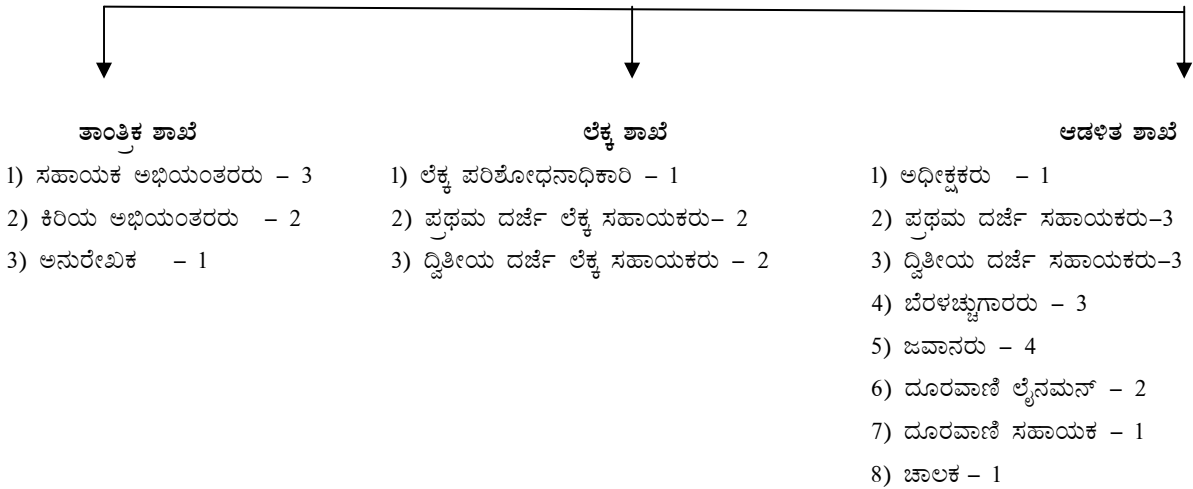 ತಾಂತ್ರಿಕ ಶಾಖೆ
1) ಸಹಾಯಕ ಅಭಿಯಂತರರು – 3
2) ಕಿರಿಯ ಅಭಿಯಂತರರು – 2
3) ಅನುರೇಖಕ – 1
ಲೆಕ್ಕ ಶಾಖೆ
1) ಲೆಕ್ಕ ಪರಿಶೋಧನಾಧಿಕಾರಿ – 1
2) ಪ್ರಥಮ ದರ್ಜೆ ಲೆಕ್ಕ ಸಹಾಯಕರು– 2
3) ದ್ವಿತೀಯ ದರ್ಜೆ ಲೆಕ್ಕ ಸಹಾಯಕರು – 2
ಆಡಳಿತ ಶಾಖೆ
1) ಅಧೀಕ್ಷಕರು – 1
2) ಪ್ರಥಮ ದರ್ಜೆ ಸಹಾಯಕರು–3
3) ದ್ವಿತೀಯ ದರ್ಜೆ ಸಹಾಯಕರು–3
4) ಬೆರಳಚ್ಚುಗಾರರು – 3
5) ಜವಾನರು – 4
6) ದೂರವಾಣಿ ಲೈನಮನ್ – 2
7) ದೂರವಾಣಿ ಸಹಾಯಕ – 1
8) ಚಾಲಕ – 1